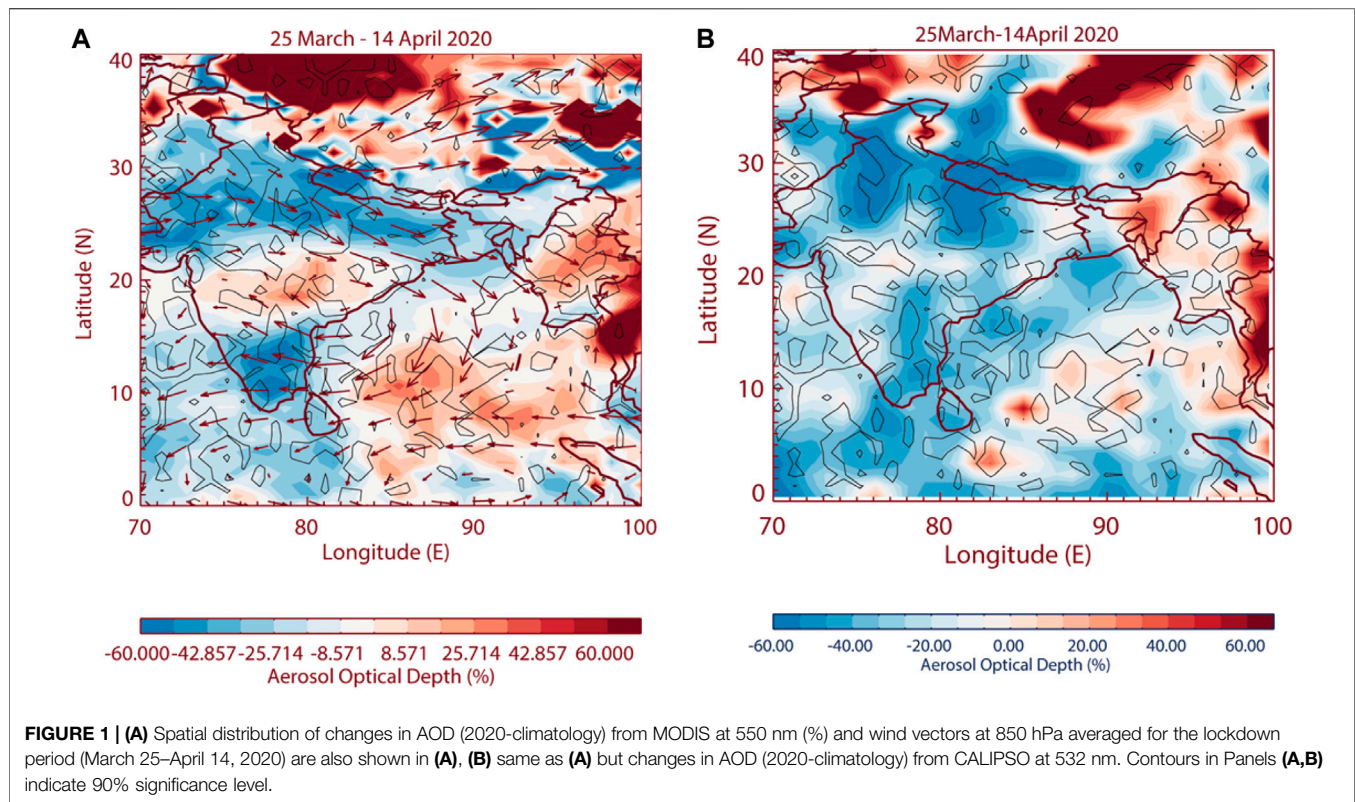 A
25 March - 14 April 2020
40
30
20
10
0
Latitude (N)
70
80
90
100
Longitude (E)
-60.000-42.857-25.714 -8.571 8.571 25.714 42.857 60.000
Aerosol Optical Depth (%)
B
25March-14April 2020
40
30
20
10
0
Latitude (N)
70
80
90
100
Longitude (E)
-60.00 -40.00 -20.00 0.00 20.00 40.00 60.00
Aerosol Optical Depth (%)
FIGURE 1 | (A) Spatial distribution of changes in AOD (2020-climatology) from MODIS at 550 nm (%) and wind vectors at 850 hPa averaged for the lockdown
period (March 25–April 14, 2020) are also shown in (A), (B) same as (A) but changes in AOD (2020-climatology) from CALIPSO at 532 nm. Contours in Panels (A,B)
indicate 90% significance level.